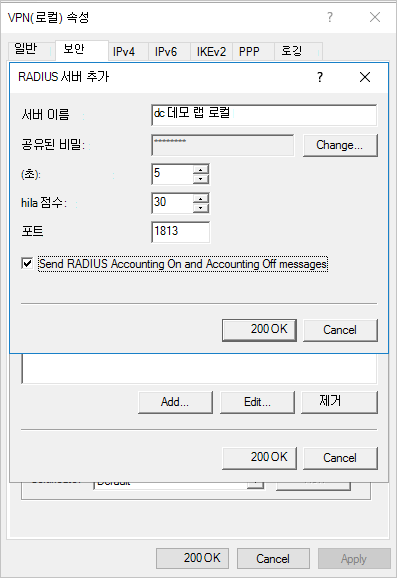 VPN(로컬) 속성
일반 보안 IPv4 IPv6 IKEv2 PPP 로깅
RADIUS 서버 추가 ?
서버 이름 dc 데모 랩 로컬
공유된 비밀: ******** Change...
(초): 5
hila 점수: 30
포트 1813
Send RADIUS Accounting On and Accounting Off messages
200 OK Cancel
Add... Edit... 제거
200 OK Cancel
Default
200 OK Cancel Apply